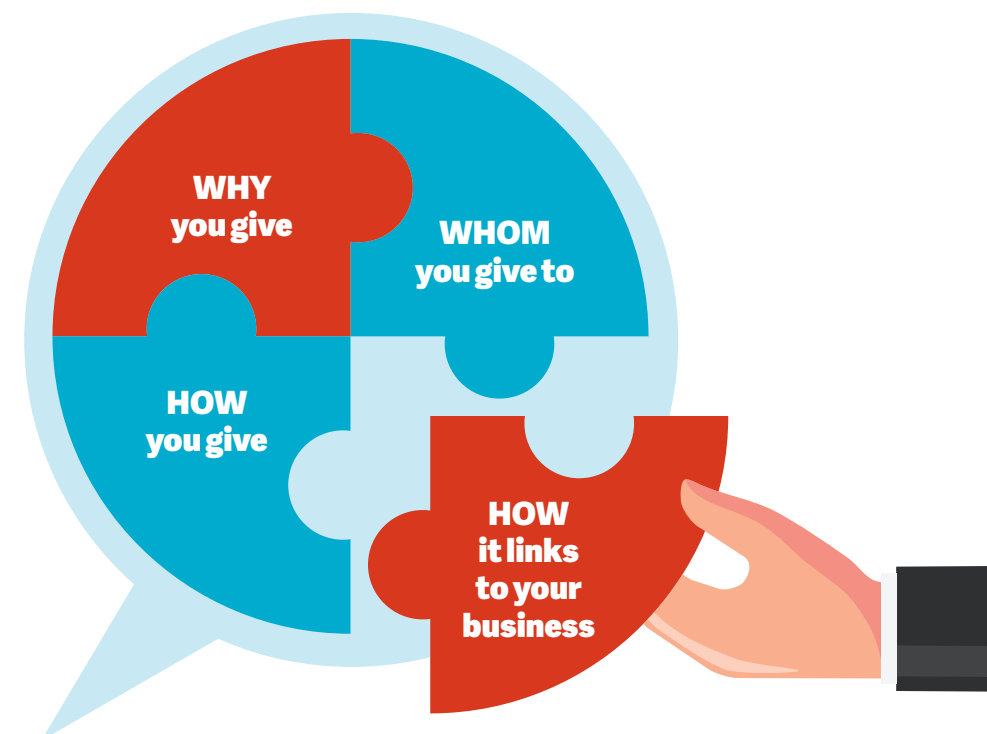 WHY
you give
WHOM
you give to
HOW
you give
HOW
it links
to your
business